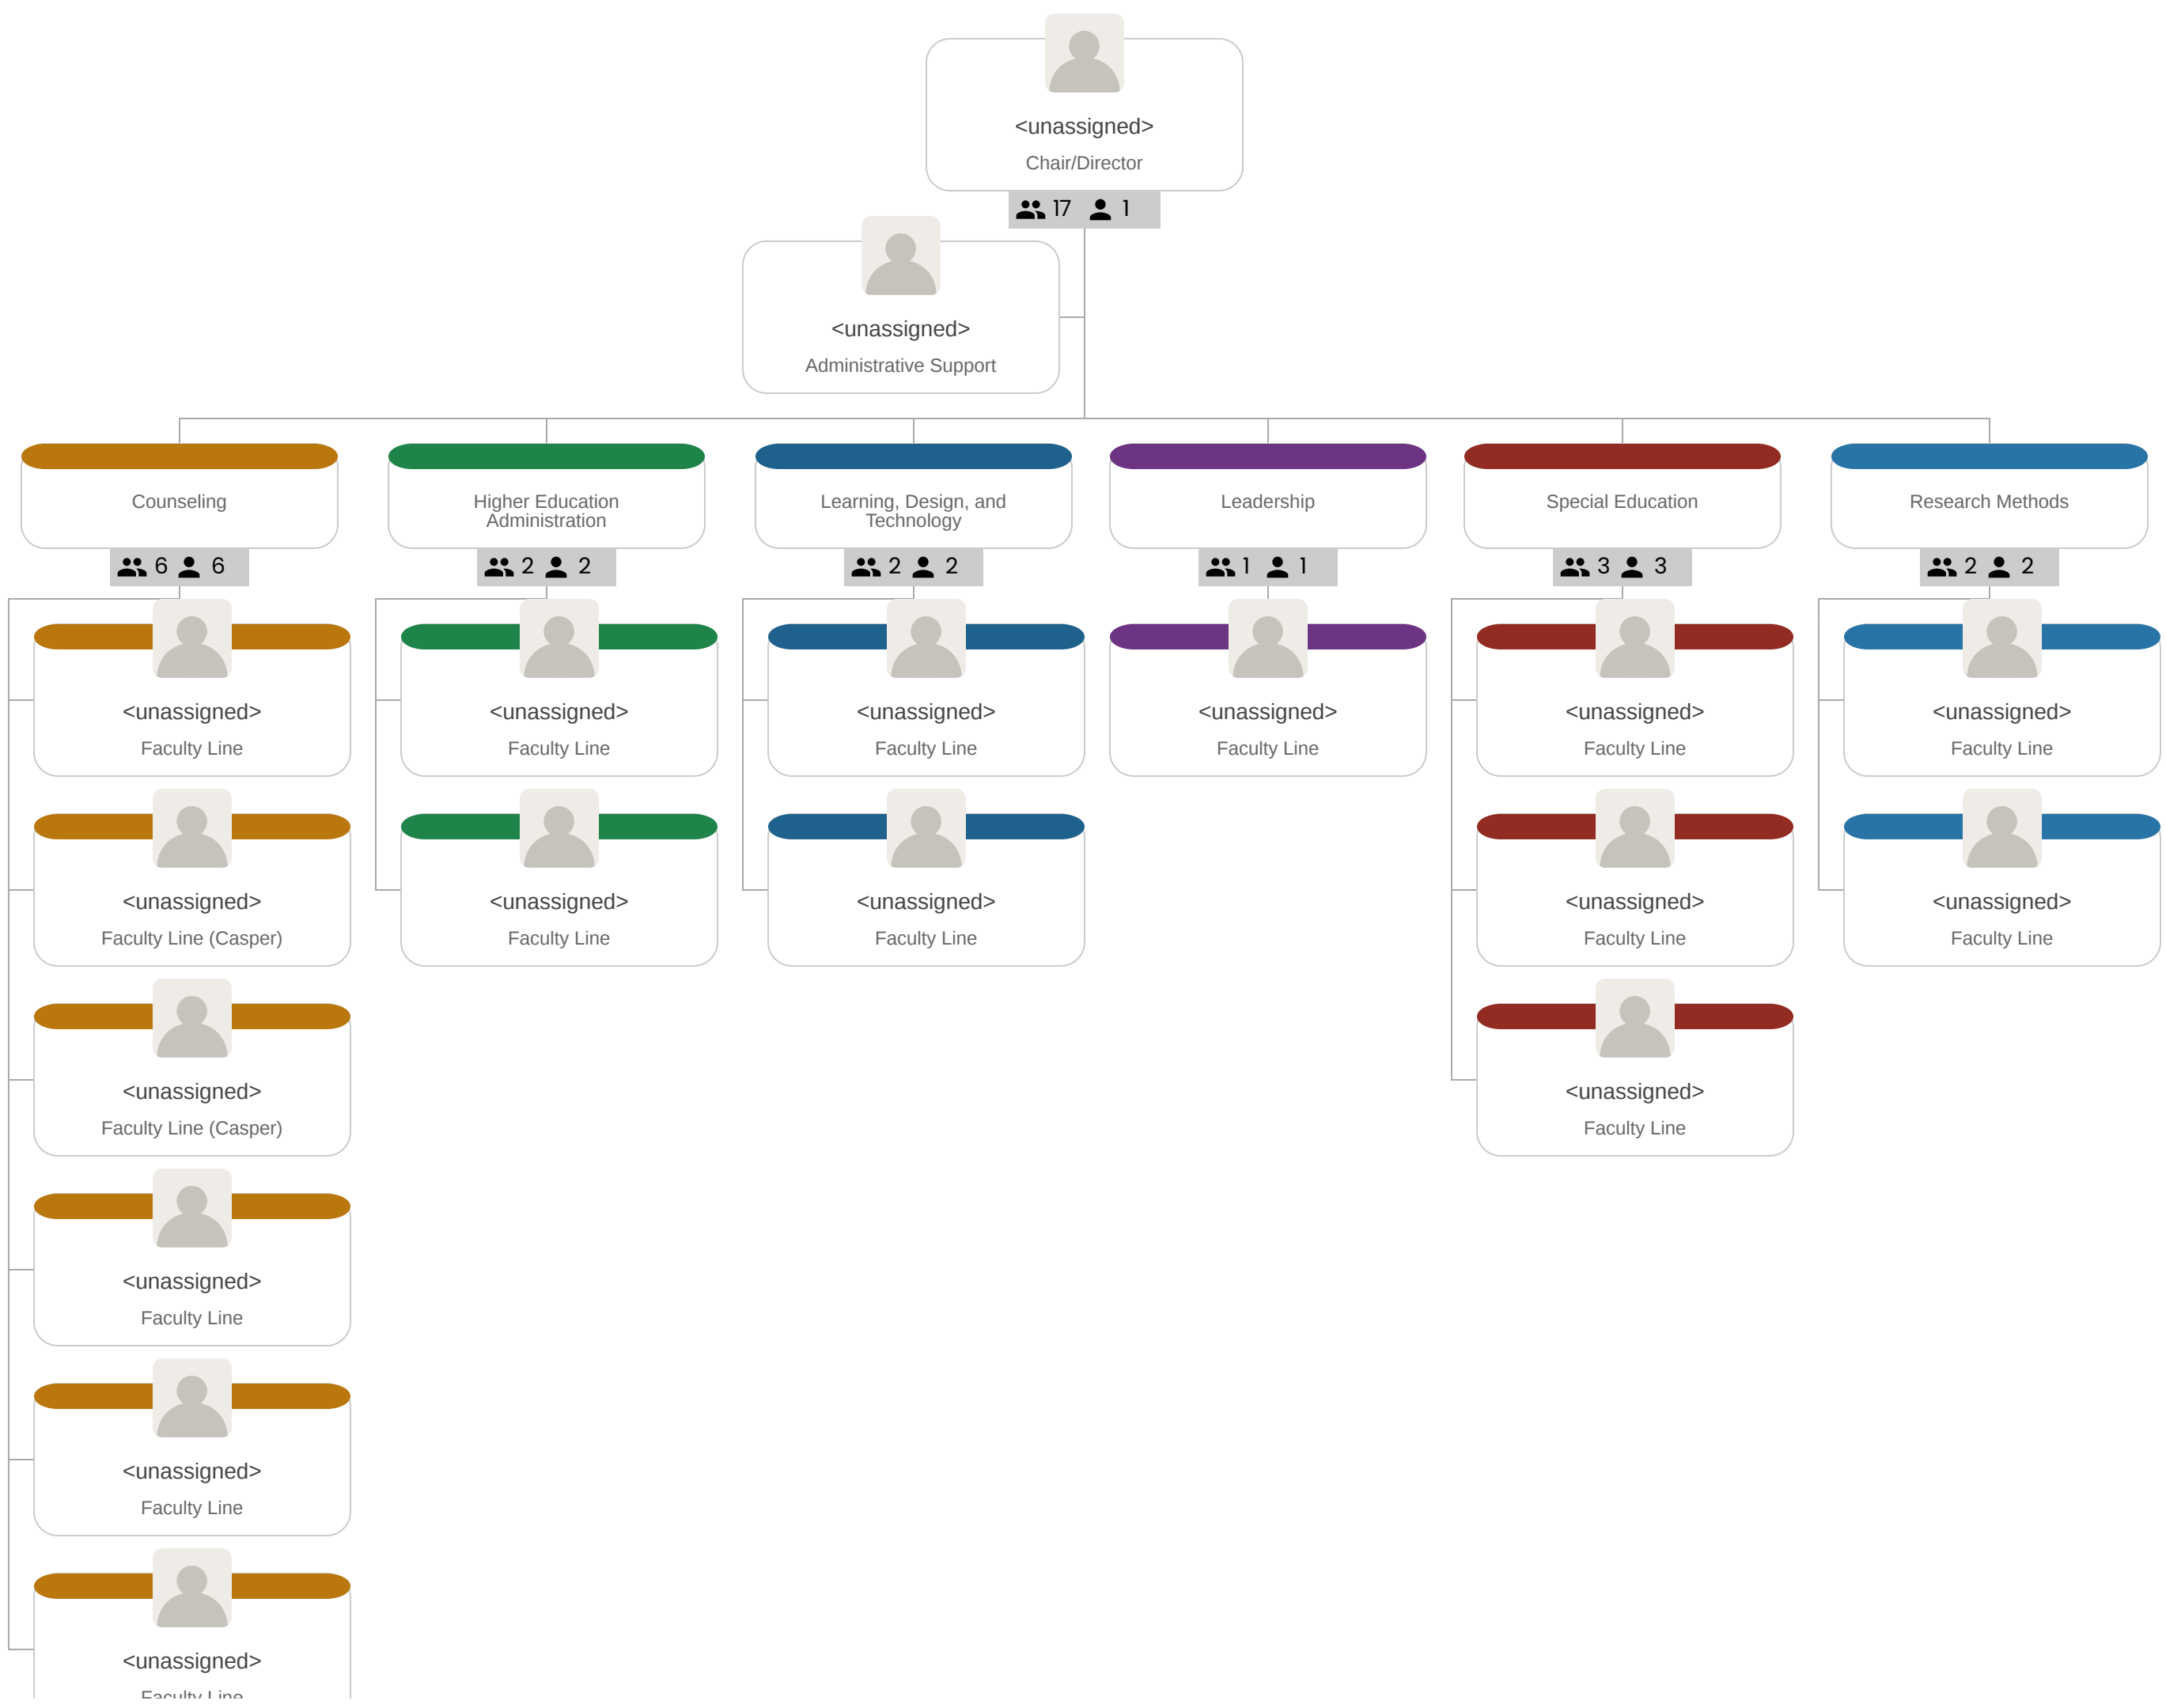 <unassigned>
Chair/Director
17 1
<unassigned>
Administrative Support
Counseling
6 6
Higher Education
Administration
2 2
Learning, Design, and
Technology
2 2
Leadership
1 1
Special Education
3 3
Research Methods
2 2
<unassigned>
Faculty Line
<unassigned>
Faculty Line (Casper)
<unassigned>
Faculty Line (Casper)
<unassigned>
Faculty Line
<unassigned>
Faculty Line
<unassigned>
Faculty Line
<unassigned>
Faculty Line
<unassigned>
Faculty Line
<unassigned>
Faculty Line
<unassigned>
Faculty Line
<unassigned>
Faculty Line
<unassigned>
Faculty Line
<unassigned>
Faculty Line
<unassigned>
Faculty Line
<unassigned>
Faculty Line
<unassigned>
Faculty Line